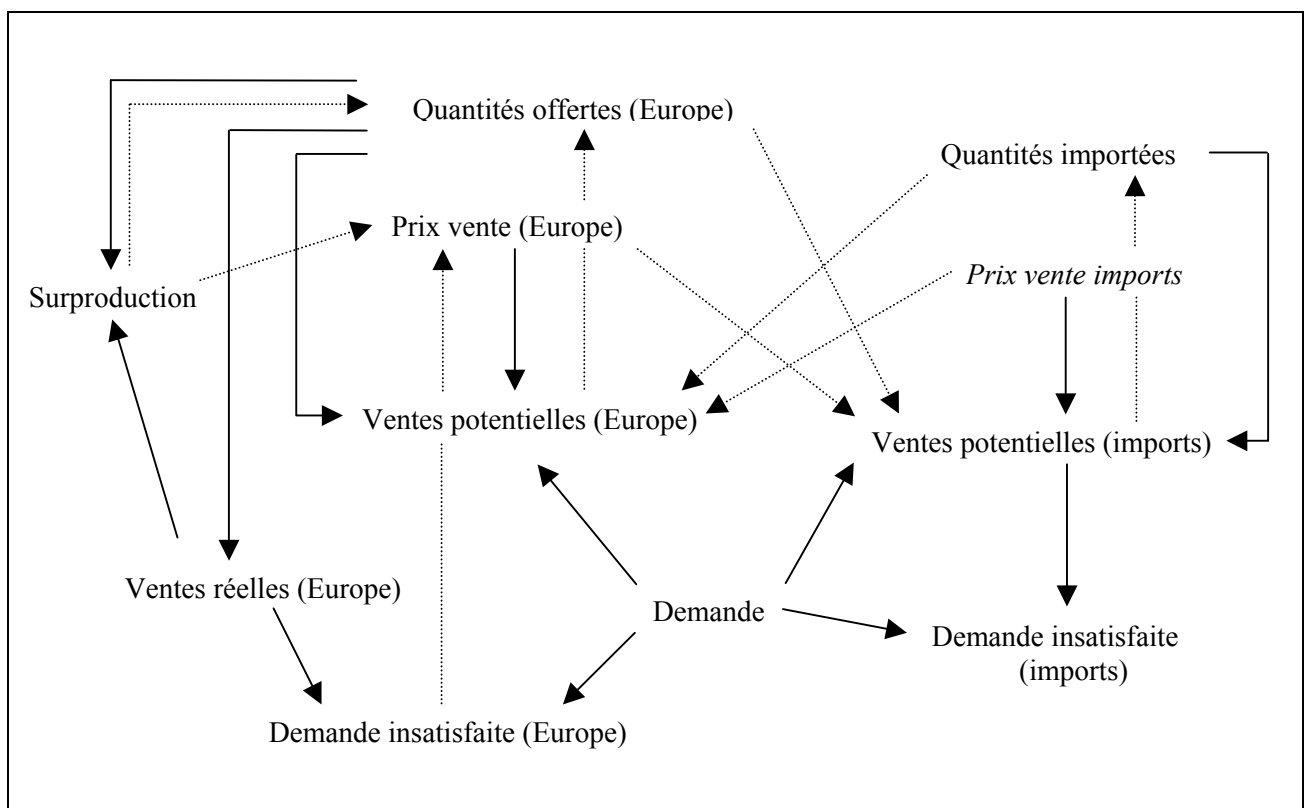 Quantités offertes (Europe)
Quantités importées
Prix vente (Europe)
Prix vente imports
Surproduction
Ventes potentielles (Europe)
Ventes potentielles (imports)
Ventes réelles (Europe)
Demande
Demande insatisfaite
(imports)
Demande insatisfaite (Europe)